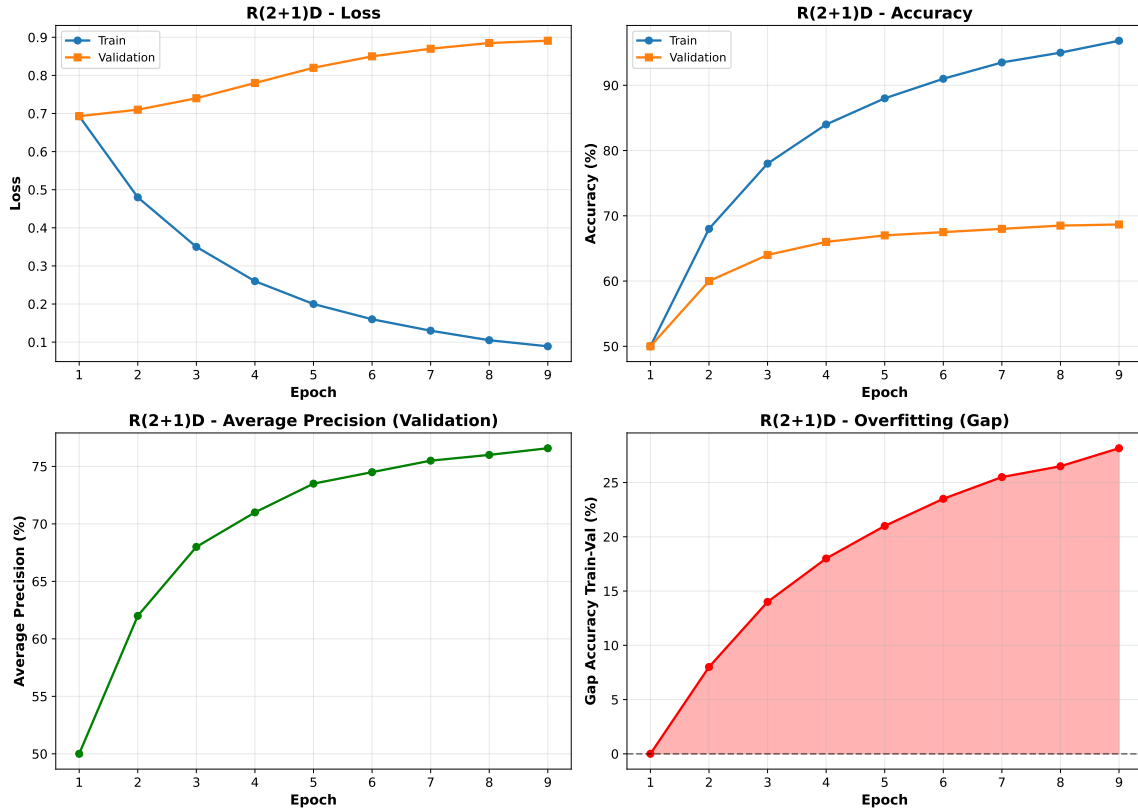 R(2+1)D - Loss
Loss
0.9
0.8
0.7
0.6
0.5
0.4
0.3
0.2
0.1
Train
Validation
1 2 3 4 5 6 7 8 9
Epoch
R(2+1)D - Accuracy
Accuracy (%)
90
80
70
60
50
Train
Validation
1 2 3 4 5 6 7 8 9
Epoch
R(2+1)D - Average Precision (Validation)
Average Precision (%)
75
70
65
60
55
50
1 2 3 4 5 6 7 8 9
Epoch
R(2+1)D - Overfitting (Gap)
Gap Accuracy Train-Val (%)
25
20
15
10
5
0
1 2 3 4 5 6 7 8 9
Epoch